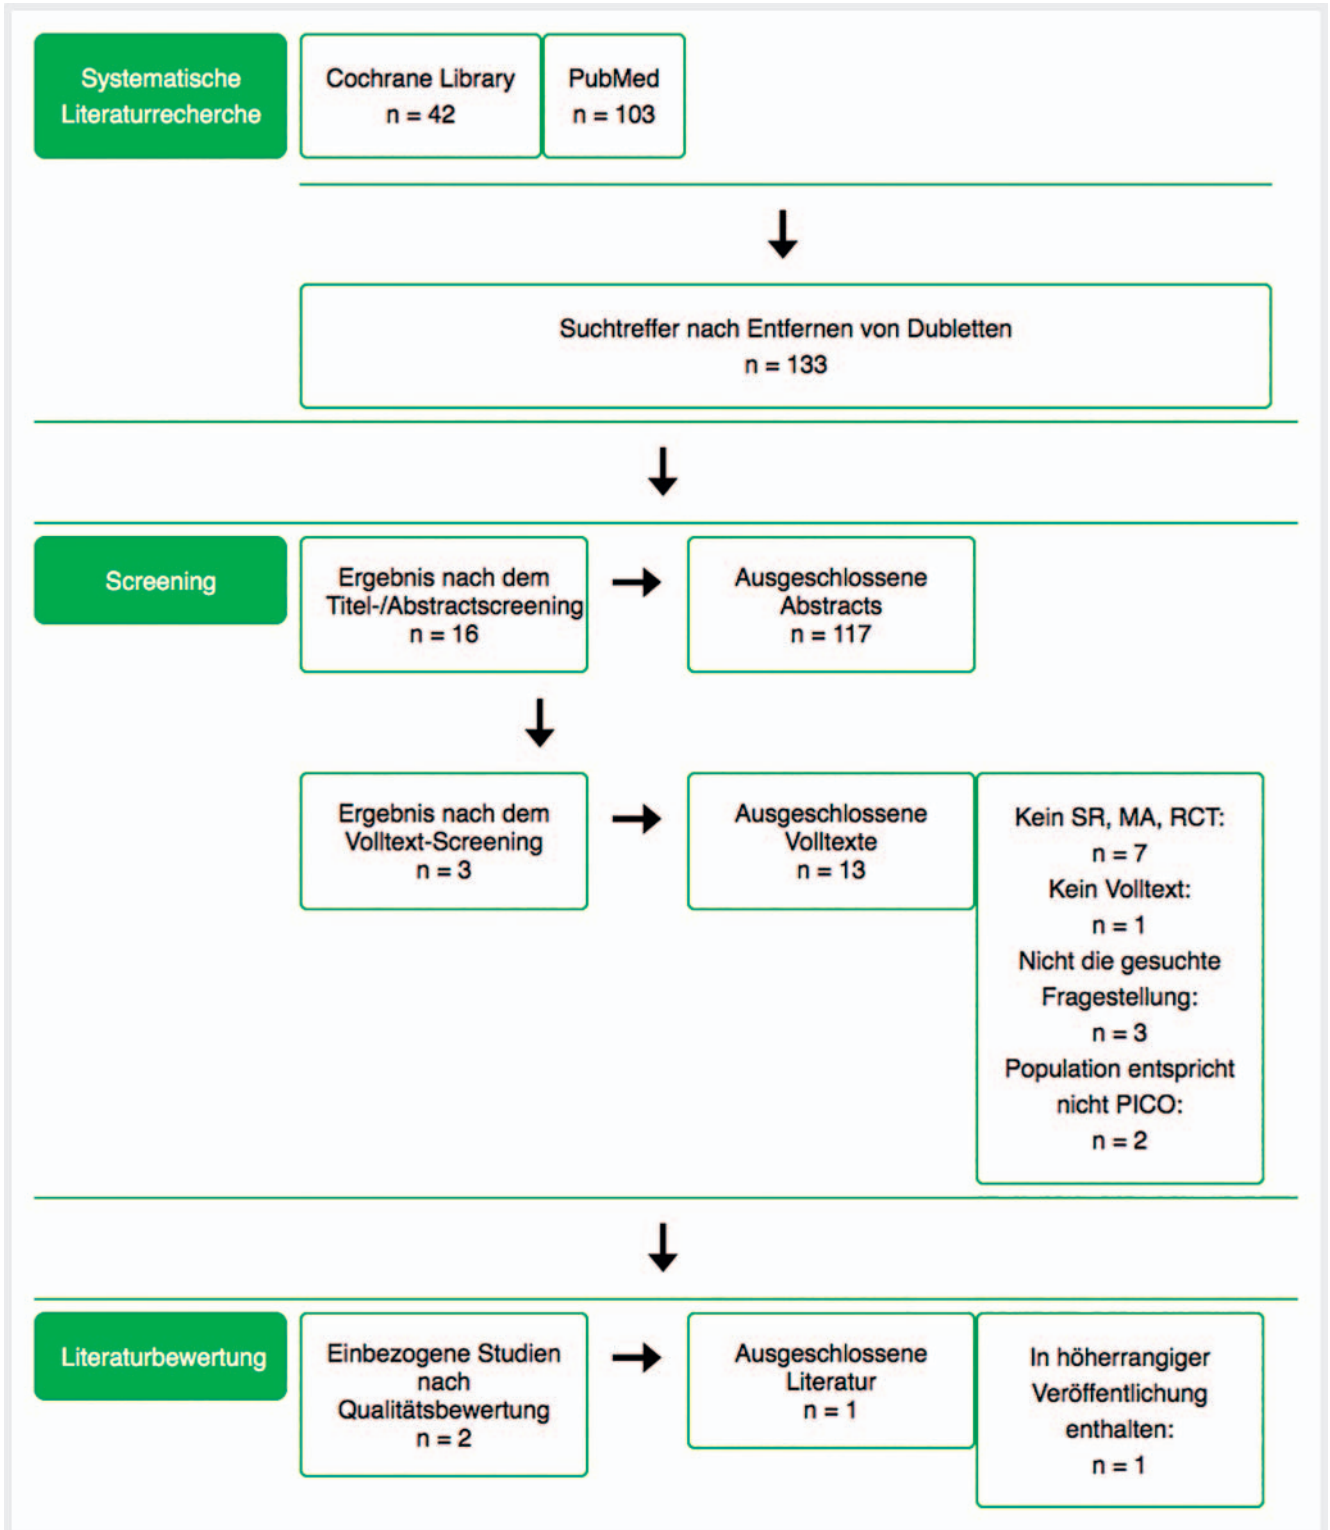 Systematische
Literaturrecherche
Cochrane Library
n = 42
PubMed
n = 103
Suchtreffer nach Entfernen von Dubletten
n = 133
Screening
Ergebnis nach dem
Titel-/Abstractscreening
n = 16
Ausgeschlossene
Abstracts
n = 117
Ergebnis nach dem
Volltext-Screening
n = 3
Ausgeschlossene
Volltexte
n = 13
Kein SR, MA, RCT:
n = 7
Kein Volltext:
n = 1
Nicht die gesuchte
Fragestellung:
n = 3
Population entspricht
nicht PICO:
n = 2
Literaturbewertung
Einbezogene Studien
nach
Qualitätsbewertung
n = 2
Ausgeschlossene
Literatur
n = 1
In höherrangiger
Veröffentlichung
enthalten:
n = 1